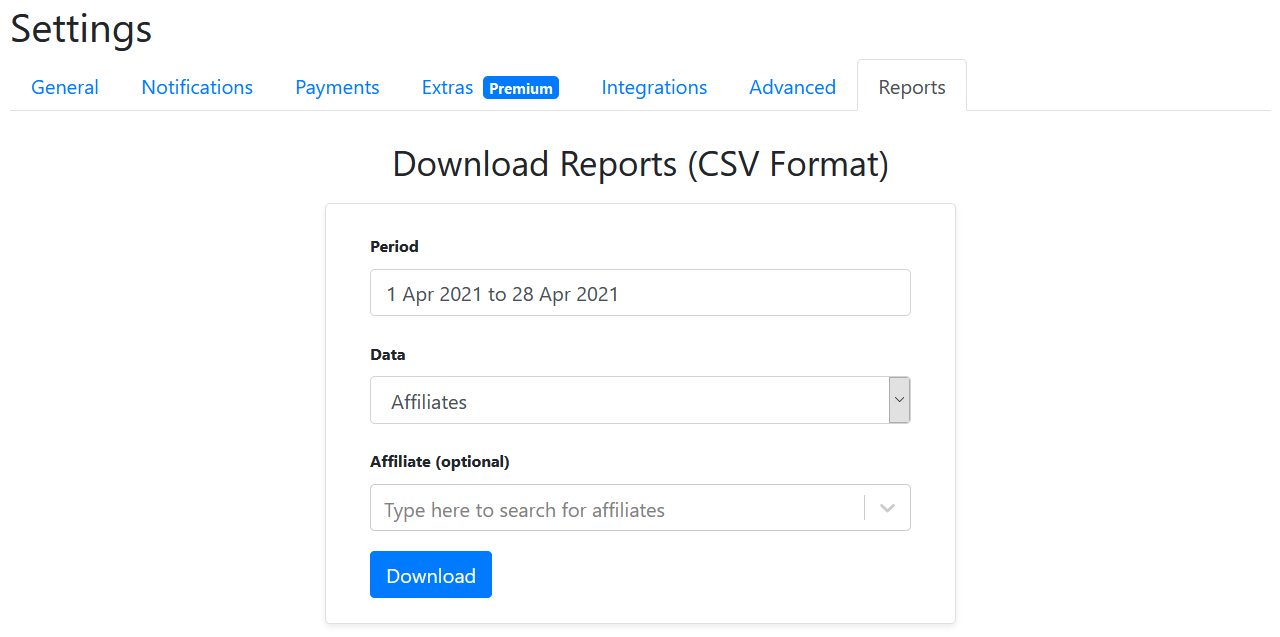 Settings
General Notifications Payments Extras Premium Integrations Advanced Reports
Download Reports (CSV Format)
Period
1 Apr 2021 to 28 Apr 2021
Data
Affiliates
Affiliate (optional)
Type here to search for affiliates
Download